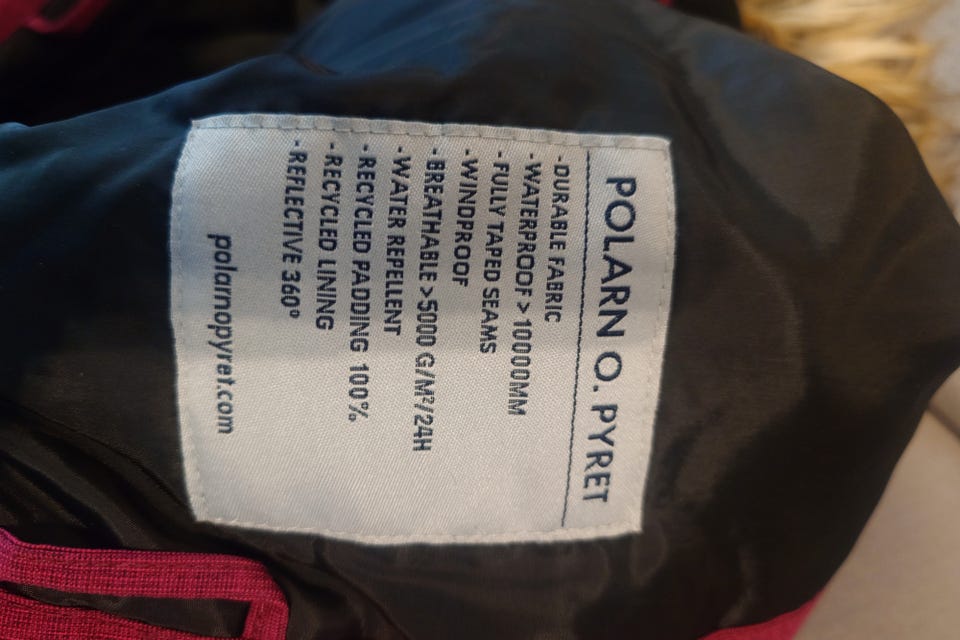 POLARN O. PYRET
-DURABLE FABRIC
-WATERPROOF > 10000MM
- FULLY TAPED SEAMS
-WINDPROOF
-BREATHABLE >5000 G/M²/24H
-WATER REPELLENT
-RECYCLED PADDING 100%
-RECYCLED LINING
-REFLECTIVE 360°
polarnopyret.com